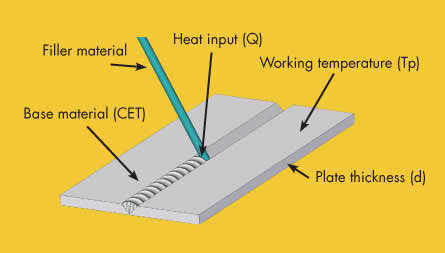 Heat input (Q)
Filler material
Working temperature (Tp)
Base material (CET)
Plate thickness (d)